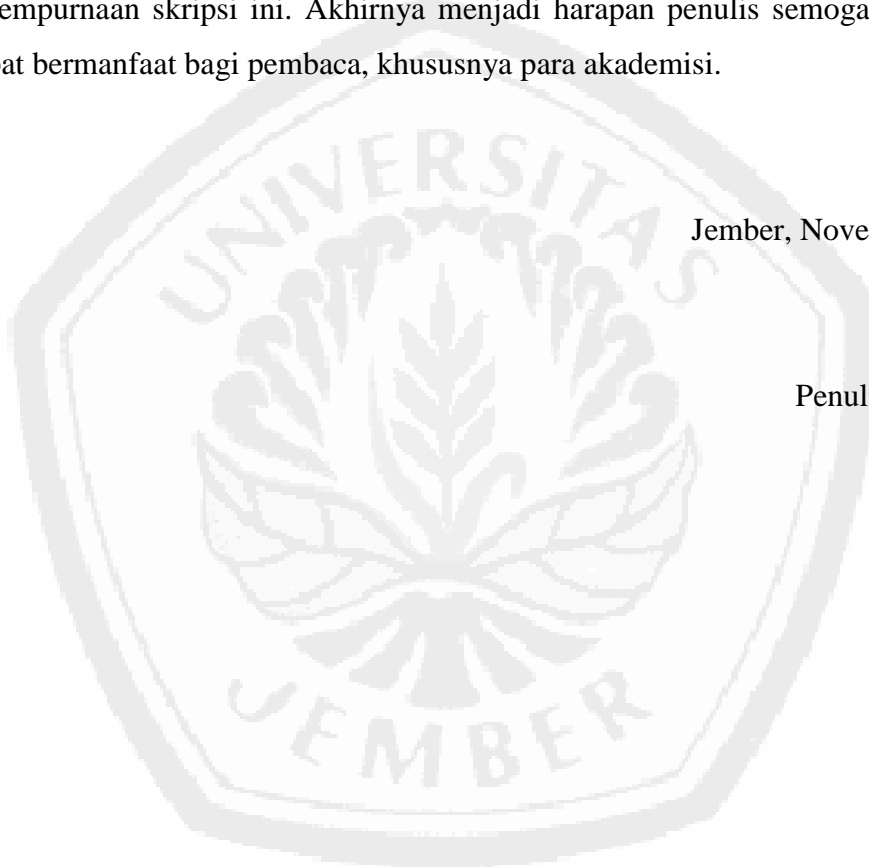 empurnaan skripsi ini. Akhirnya menjadi harapan penulis semoga
pat bermanfaat bagi pembaca, khususnya para akademisi.
UNIVERSITAS
Jember, Nove
Penul
JEMBER